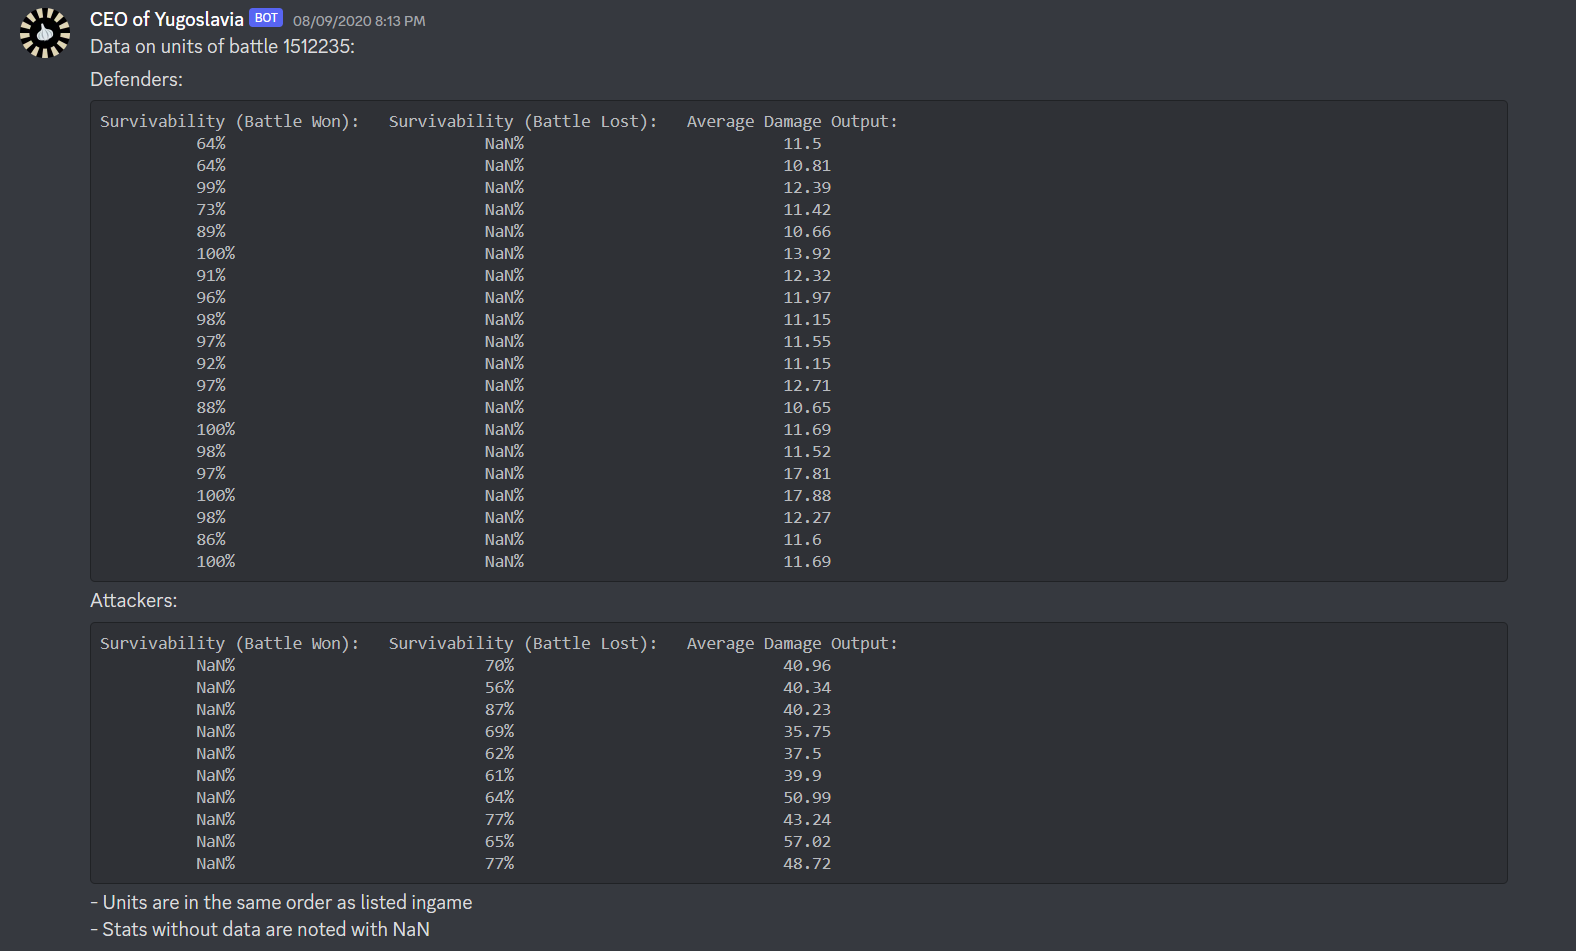 CEO of Yugoslavia BOT 08/09/2020 8:13 PM
Data on units of battle 1512235:
Defenders:
Survivability (Battle Won): Survivability (Battle Lost): Average Damage Output:
64% NaN% 11.5
64% NaN% 10.81
99% NaN% 12.39
73% NaN% 11.42
89% NaN% 10.66
100% NaN% 13.92
91% NaN% 12.32
96% NaN% 11.97
98% NaN% 11.15
97% NaN% 11.55
92% NaN% 11.15
97% NaN% 12.71
88% NaN% 10.65
100% NaN% 11.69
98% NaN% 11.52
97% NaN% 17.81
100% NaN% 17.88
98% NaN% 12.27
86% NaN% 11.6
100% NaN% 11.69
Attackers:
Survivability (Battle Won): Survivability (Battle Lost): Average Damage Output:
NaN% 70% 40.96
NaN% 56% 40.34
NaN% 87% 40.23
NaN% 69% 35.75
NaN% 62% 37.5
NaN% 61% 39.9
NaN% 64% 50.99
NaN% 77% 43.24
NaN% 65% 57.02
NaN% 77% 48.72
- Units are in the same order as listed ingame
- Stats without data are noted with NaN